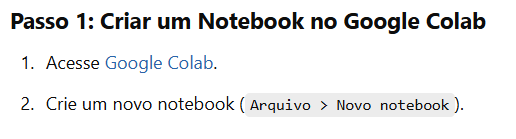 Passo 1: Criar um Notebook no Google Colab
1. Acesse Google Colab.
2. Crie um novo notebook (Arquivo > Novo notebook).